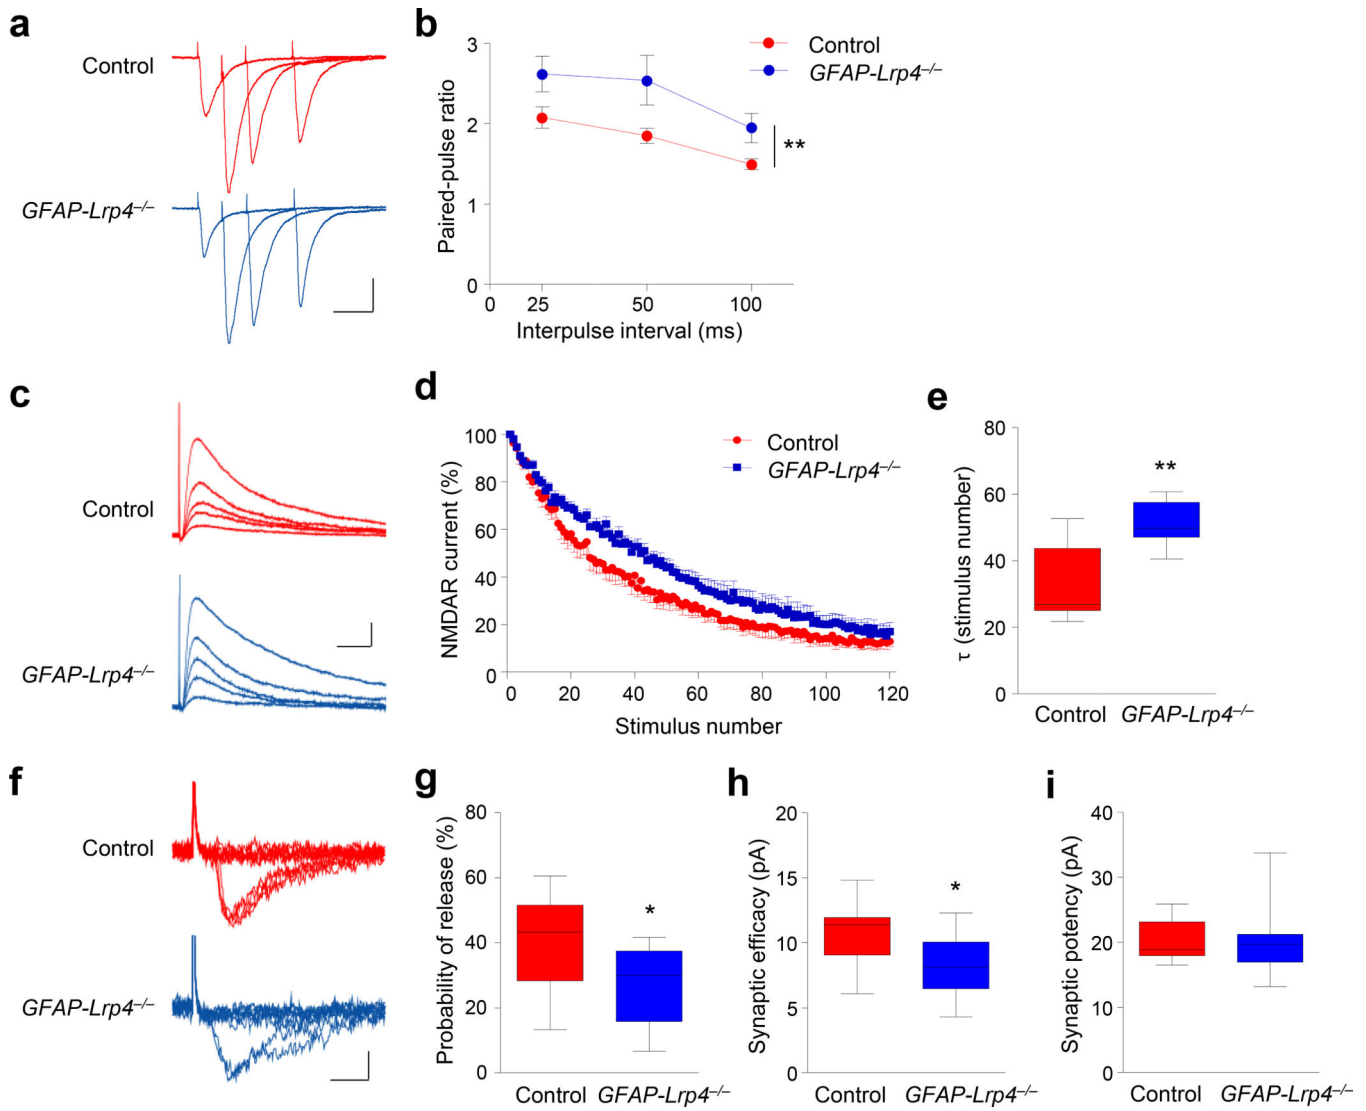 a
Control
GFAP-Lrp4–/–
b
Paired-pulse ratio
3
2
1
0
0 25 50 100
Interpulse interval (ms)
Control
GFAP-Lrp4–/–
**
c
Control
GFAP-Lrp4–/–
d
NMDAR current (%)
100
80
60
40
20
0
0 20 40 60 80 100 120
Stimulus number
Control
GFAP-Lrp4–/–
e
τ (stimulus number)
80
60
40
20
0
**
Control GFAP-Lrp4–/–
f
Control
GFAP-Lrp4–/–
g
Probability of release (%)
80
60
40
20
0
*
Control GFAP-Lrp4–/–
h
Synaptic efficacy (pA)
20
15
10
5
0
*
Control GFAP-Lrp4–/–
i
Synaptic potency (pA)
40
30
20
10
0
Control GFAP-Lrp4–/–